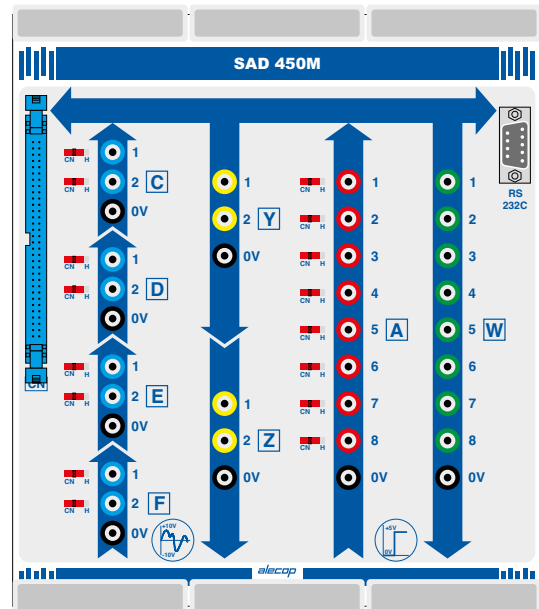 SAD 450M
CN H 1
CN H 2 C
0V
CN H 1
CN H 2 D
0V
CN H 1
CN H 2 E
0V
CN H 1
CN H 2 F
0V
CN
+10V
-10V
1
2 Y
0V
1
2 Z
0V
CN H 1
CN H 2
CN H 3
CN H 4
CN H 5 A
CN H 6
CN H 7
CN H 8
0V
+5V
0V
1
2
3
4
5 W
6
7
8
0V
RS
232C
alecop